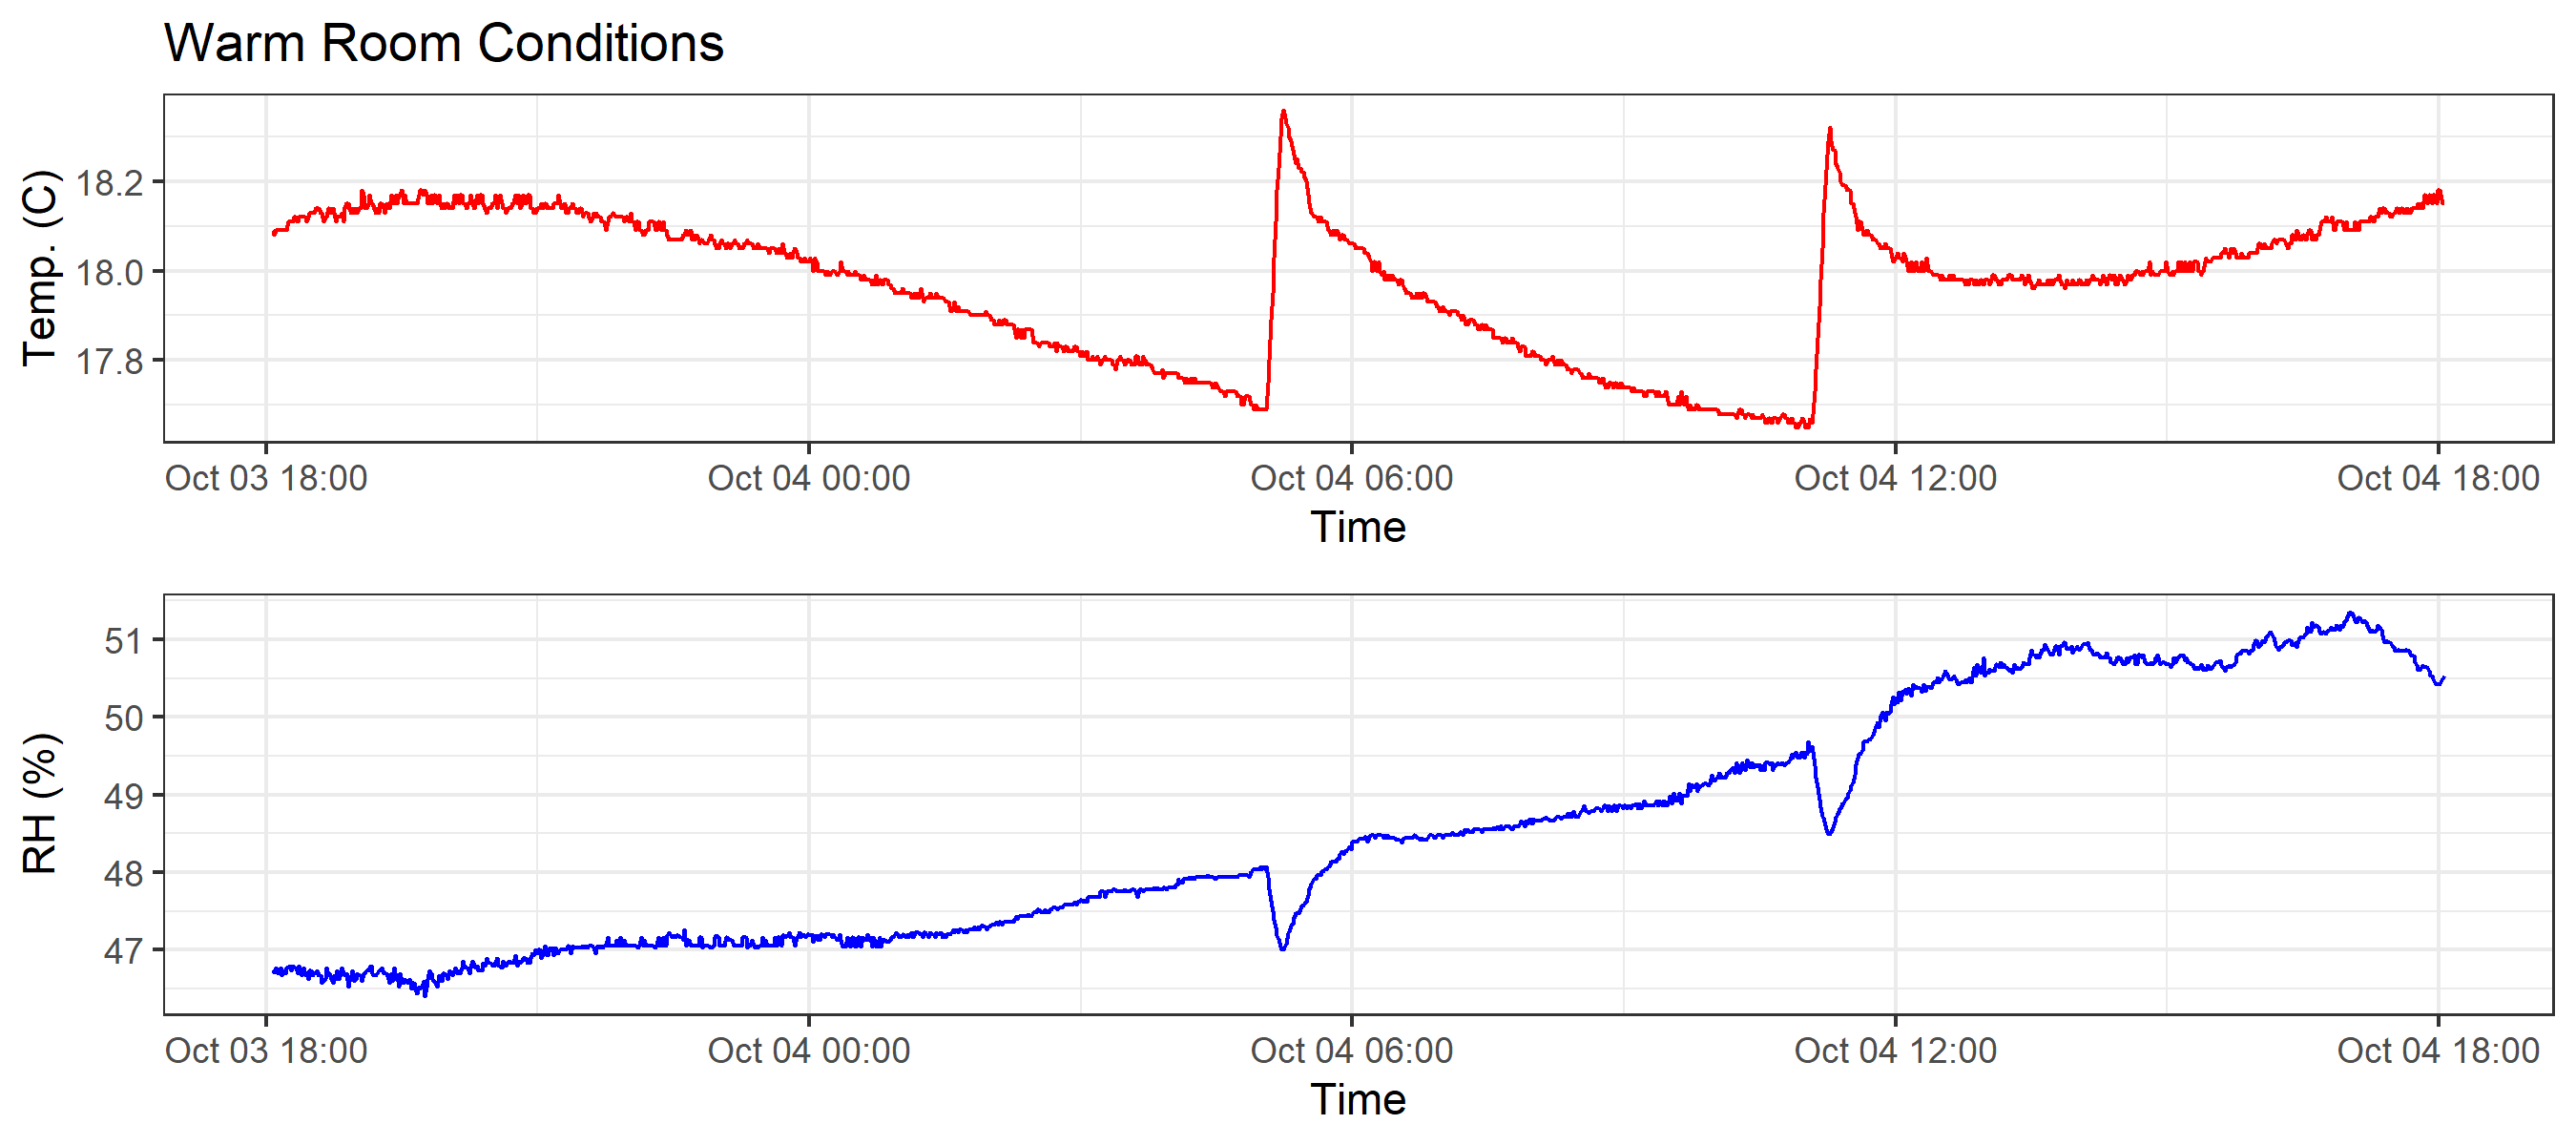 Warm Room Conditions
Temp. (C)
18.2
18.0
17.8
Oct 03 18:00 Oct 04 00:00 Oct 04 06:00 Oct 04 12:00 Oct 04 18:00
Time
RH (%)
51
50
49
48
47
Oct 03 18:00 Oct 04 00:00 Oct 04 06:00 Oct 04 12:00 Oct 04 18:00
Time